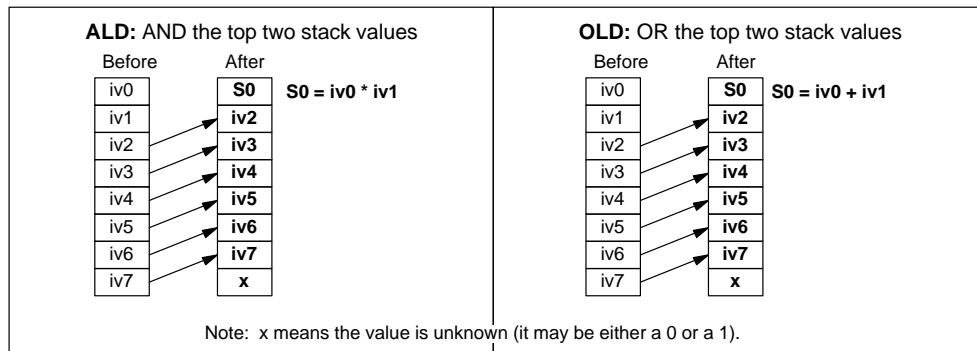 ALD: AND the top two stack values
Before After
iv0 S0 S0 = iv0 * iv1
iv1 iv2
iv2 iv3
iv3 iv4
iv4 iv5
iv5 iv6
iv6 iv7
iv7 x
OLD: OR the top two stack values
Before After
iv0 S0 S0 = iv0 + iv1
iv1 iv2
iv2 iv3
iv3 iv4
iv4 iv5
iv5 iv6
iv6 iv7
iv7 x
Note: x means the value is unknown (it may be either a 0 or a 1).